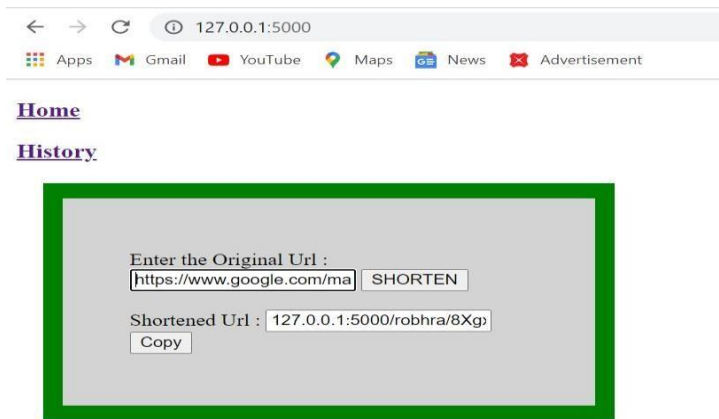 127.0.0.1:5000
Apps Gmail YouTube Maps News Advertisement
Home
History
Enter the Original Url :
https://www.google.com/ma SHORTEN
Shortened Url : 127.0.0.1:5000/robhra/8Xg
Copy